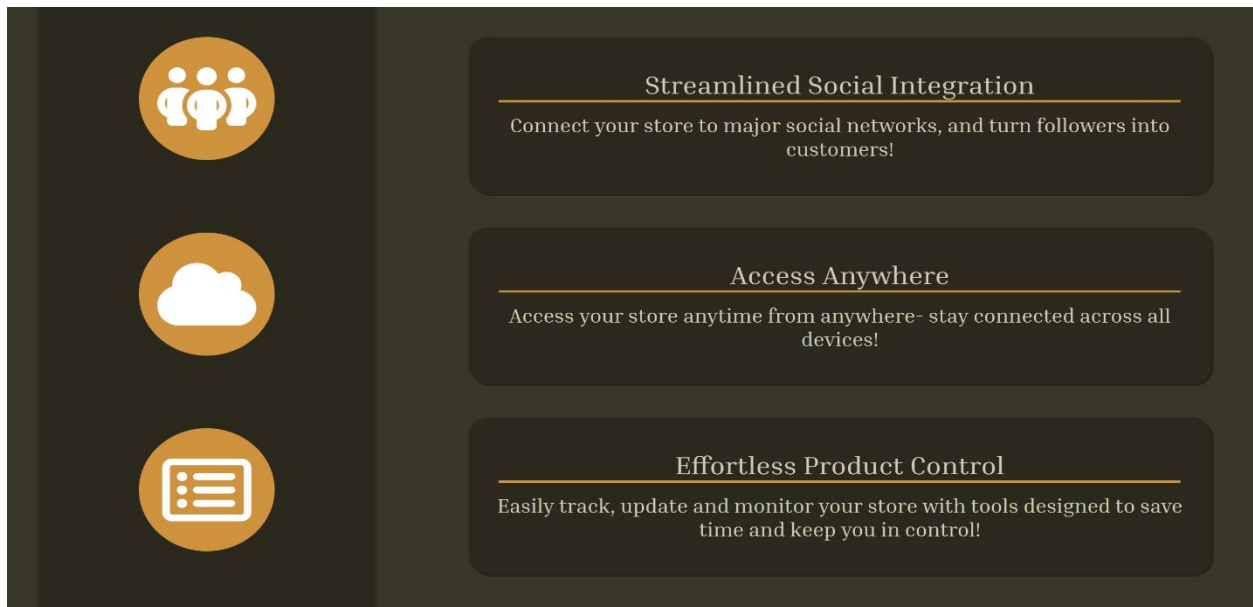 Streamlined Social Integration
Connect your store to major social networks, and turn followers into
customers!
Access Anywhere
Access your store anytime from anywhere- stay connected across all
devices!
Effortless Product Control
Easily track, update and monitor your store with tools designed to save
time and keep you in control!